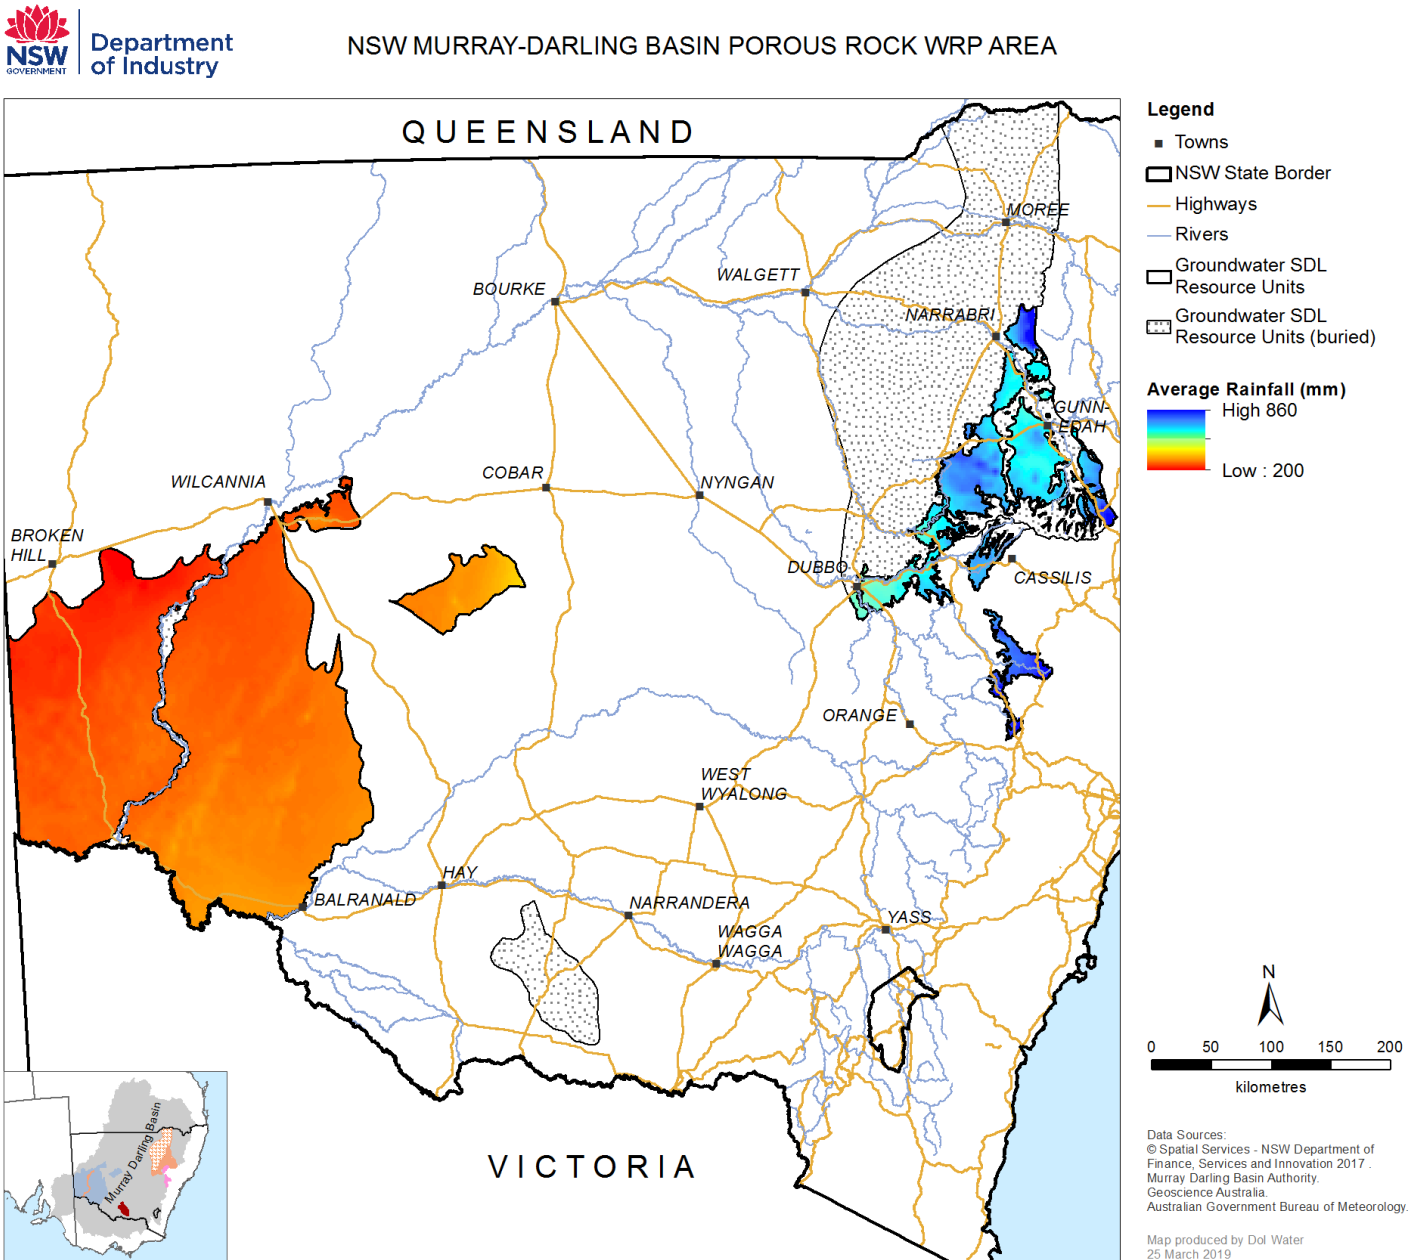 NSW
GOVERNMENT
Department
of Industry
NSW MURRAY-DARLING BASIN POROUS ROCK WRP AREA
QUEENSLAND
MOREE
WALGETT
BOURKE
NARRABRI
GUNN-
EDAH
WILCANNIA
COBAR
NYNGAN
BROKEN
HILL
DUBBO
CASSILIS
ORANGE
WEST
WYALONG
HAY
BALRANALD
NARRANDERA
YASS
WAGGA
WAGGA
VICTORIA
Murray Darling Basin
Legend
Towns
NSW State Border
Highways
Rivers
Groundwater SDL
Resource Units
Groundwater SDL
Resource Units (buried)
Average Rainfall (mm)
High 860
Low : 200
N
0 50 100 150 200
kilometres
Data Sources:
© Spatial Services - NSW Department of
Finance, Services and Innovation 2017 .
Murray Darling Basin Authority.
Geoscience Australia.
Australian Government Bureau of Meteorology.
Map produced by DoI Water
25 March 2019